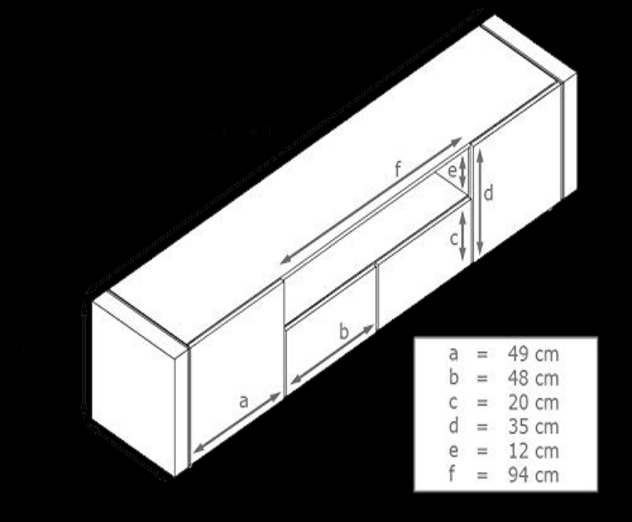 f
e
d
c
b
a
a = 49 cm
b = 48 cm
c = 20 cm
d = 35 cm
e = 12 cm
f = 94 cm